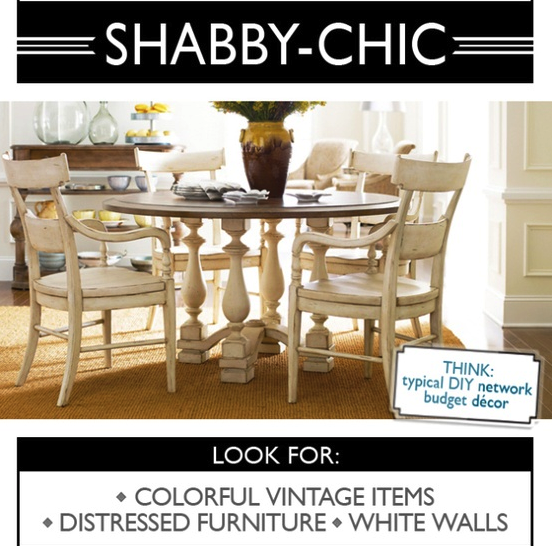 SHABBY-CHIC
THINK:
typical DIY network
budget décor
LOOK FOR:
◆ COLORFUL VINTAGE ITEMS
◆ DISTRESSED FURNITURE ◆ WHITE WALLS